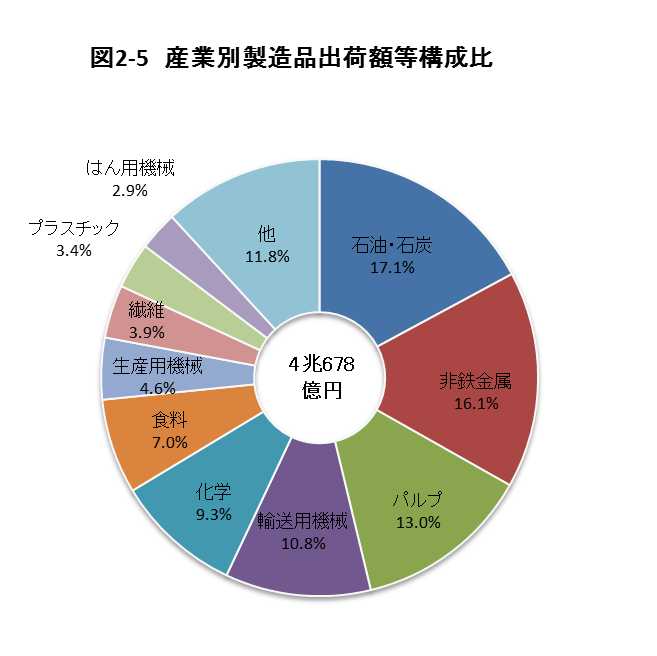 図2-5 産業別製造品出荷額等構成比
石油・石炭
17.1%
非鉄金属
16.1%
パルプ
13.0%
輸送用機械
10.8%
化学
9.3%
食料
7.0%
生産用機械
4.6%
繊維
3.9%
プラスチック
3.4%
はん用機械
2.9%
他
11.8%
４兆678
億円